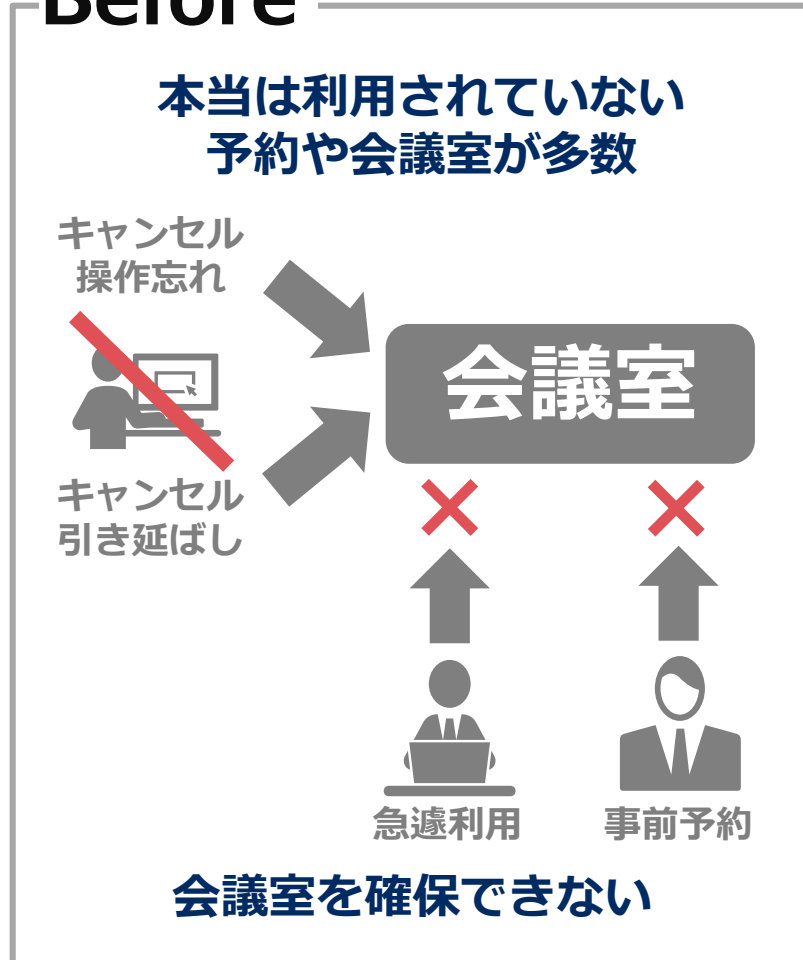 Before
本当は利用されていない
予約や会議室が多数
キャンセル
操作忘れ
会議室
キャンセル
引き延ばし
急遽利用
事前予約
会議室を確保できない